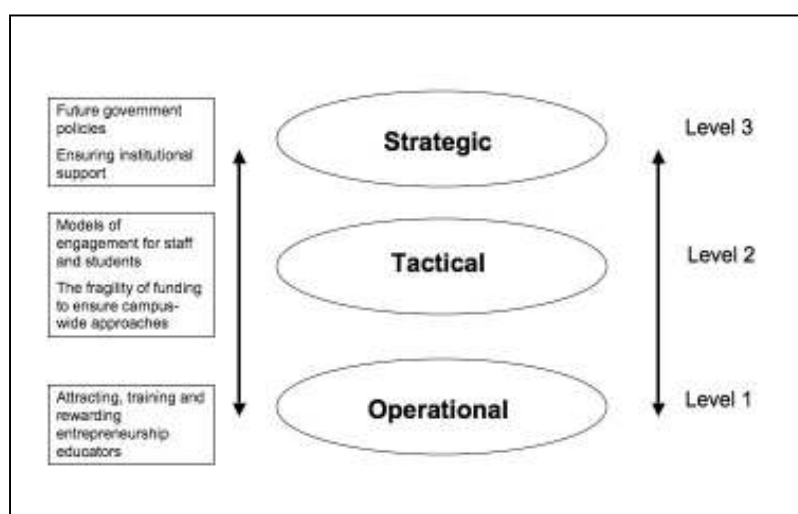 Future government
policies
Ensuring institutional
support
Strategic
Level 3
Models of
engagement for staff
and students
The fragility of funding
to ensure campus-
wide approaches
Tactical
Level 2
Attracting, training and
rewarding
entrepreneurship
educators
Operational
Level 1